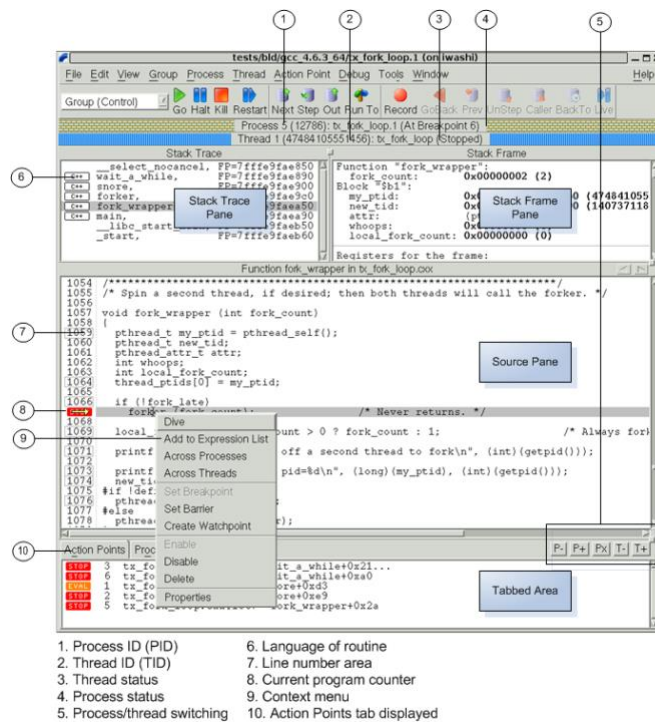 1
2
3
4
5
tests/bld/gcc_4.6.3_64/tx_fork_loop.1 (on iwashi)
File Edit View Group Process Thread Action Point Debug Tools Window Help
Group (Control)
Go Halt Kill Restart Next Step Out Run To Record GoBack Prev UnStep Caller BackTo Live
Process 5 (12786): tx_fork_loop.1 (At Breakpoint 6)
Thread 1 (47484105551456): tx_fork_loop (Stopped)
Stack Trace
Stack Frame
__select_nocancel, FP=7fffe9fae850
6
C++ wait_a_while, FP=7fffe9fae890
C++ snore,
C++ forker,
C++ fork_wrapper
C++ main,
__libc_start_
_start, FP=7fffe9faeb60
Stack Trace
Pane
Function "fork_wrapper":
fork_count: 0x00000002 (2)
Block "$b1":
my_ptid:
new_tid:
attr:
whoops:
local_fork_count: 0x00000000 (0)
Registers for the frame:
Stack Frame
Pane
Function fork_wrapper in tx_fork_loop.cxx
1054 /*****************************************************/
1055 /* Spin a second thread, if desired; then both threads will call the forker. */
1056
1057 void fork_wrapper (int fork_count)
1058 {
7
1059 pthread_t my_ptid = pthread_self();
1060 pthread_t new_tid;
1061 pthread_attr_t attr;
1062 int whoops;
1063 int local_fork_count;
1064 thread_ptids[0] = my_ptid;
1065
1066 if (!fork_late)
Source Pane
8
forker (fork_count); /* Never returns. */
1068
1069 local_ unt > 0 ? fork_count : 1; /* Always fork
1070
1071 printf off a second thread to fork\n", (int)(getpid()));
1072
1073 printf pid=%d\n", (long)(my_ptid), (int)(getpid()));
1074 new_ti
1075 #if !defi
1076 pthrea
1077 #else
1078 pthrea r);
9
Dive
Add to Expression List
Across Processes
Across Threads
Set Breakpoint
Set Barrier
Create Watchpoint
Enable
Disable
Delete
Properties
P- P+ Px T- T+
10
Action Points Proc
STOP 3 tx_fo it_a_while+0x21...
STOP 6 tx_fo it_a_while+0xa0
EVAL 1 tx_fo ore+0xd3
STOP 2 tx_fo +0xe9
STOP 5 tx_fork_loop fork_wrapper+0x2a
Tabbed Area
1. Process ID (PID)
2. Thread ID (TID)
3. Thread status
4. Process status
5. Process/thread switching
6. Language of routine
7. Line number area
8. Current program counter
9. Context menu
10. Action Points tab displayed